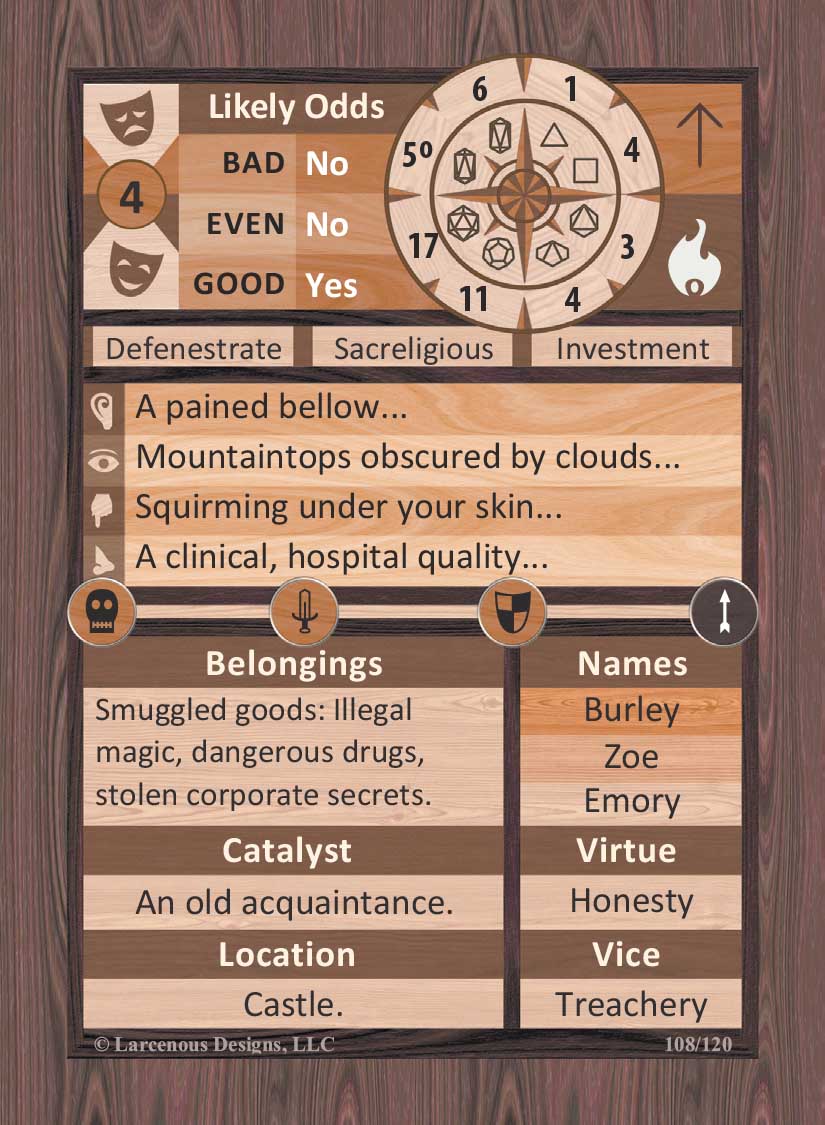 Likely Odds
4
BAD No
EVEN No
GOOD Yes
6
1
5º
4
17
3
11
4
Defenestrate
Sacreligious
Investment
A pained bellow...
Mountaintops obscured by clouds...
Squirming under your skin...
A clinical, hospital quality...
Belongings
Smuggled goods: Illegal
magic, dangerous drugs,
stolen corporate secrets.
Catalyst
An old acquaintance.
Location
Castle.
Names
Burley
Zoe
Emory
Virtue
Honesty
Vice
Treachery
© Larcenous Designs, LLC
108/120